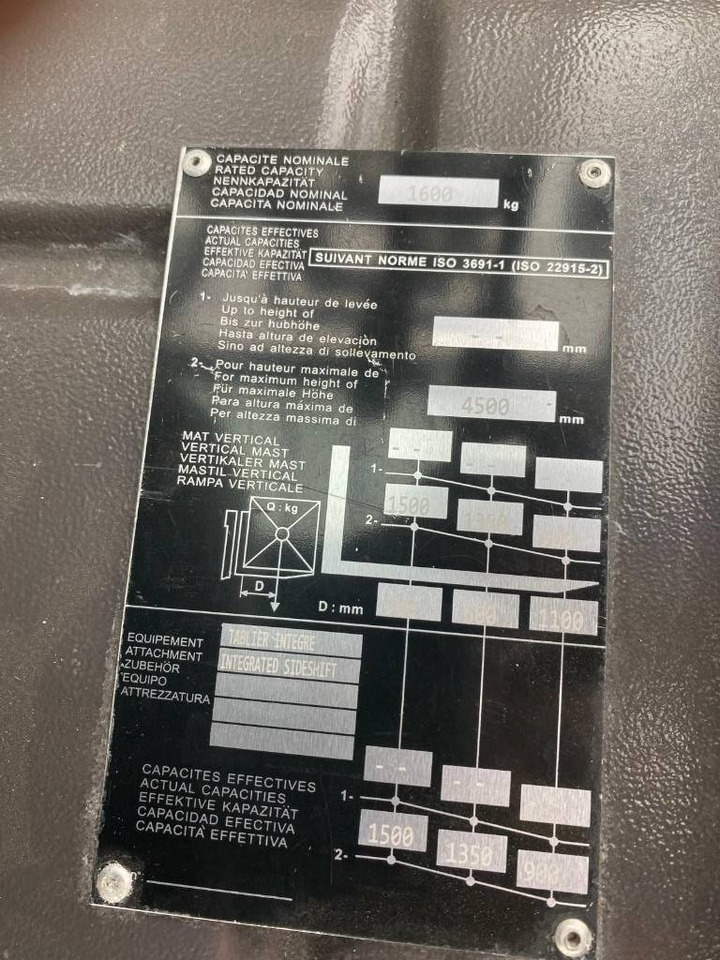 CAPACITE NOMINALE
RATED CAPACITY
NENNKAPAZITÄT
CAPACIDAD NOMINAL
CAPACITA NOMINALE
1600 kg
CAPACITES EFFECTIVES
ACTUAL CAPACITIES
EFFEKTIVE KAPAZITÄT
CAPACIDAD EFECTIVA
CAPACITA' EFFETTIVA
SUIVANT NORME ISO 3691-1 (ISO 22915-2)
1- Jusqu'à hauteur de levée
Up to height of
Bis zur hubhöhe
Hasta altura de elevación
Sino ad altezza di sollevamento
- - mm
2- Pour hauteur maximale de
For maximum height of
Für maximale Höhe
Para altura máxima de
Per altezza massima di
4500 mm
MAT VERTICAL
VERTICAL MAST
VERTIKALER MAST
MASTIL VERTICAL
RAMPA VERTICALE
Q : kg
D
1- - - - -
2- 1500 1350
D : mm 1100
EQUIPEMENT
ATTACHMENT
ZUBEHÖR
EQUIPO
ATTREZZATURA
TABLIER INTEGRE
INTEGRATED SIDESHIFT
CAPACITES EFFECTIVES
ACTUAL CAPACITIES
EFFEKTIVE KAPAZITÄT
CAPACIDAD EFECTIVA
CAPACITA' EFFETTIVA
1- - - - -
2- 1500 1350 900